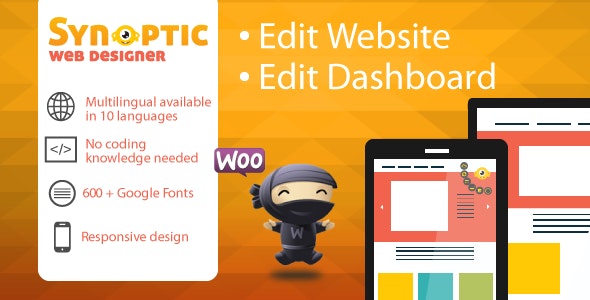 Synoptic
Web Designer
Multilingual available
in 10 languages
</>
No coding
knowledge needed
600 + Google Fonts
Responsive design
• Edit Website
• Edit Dashboard
Woo
W